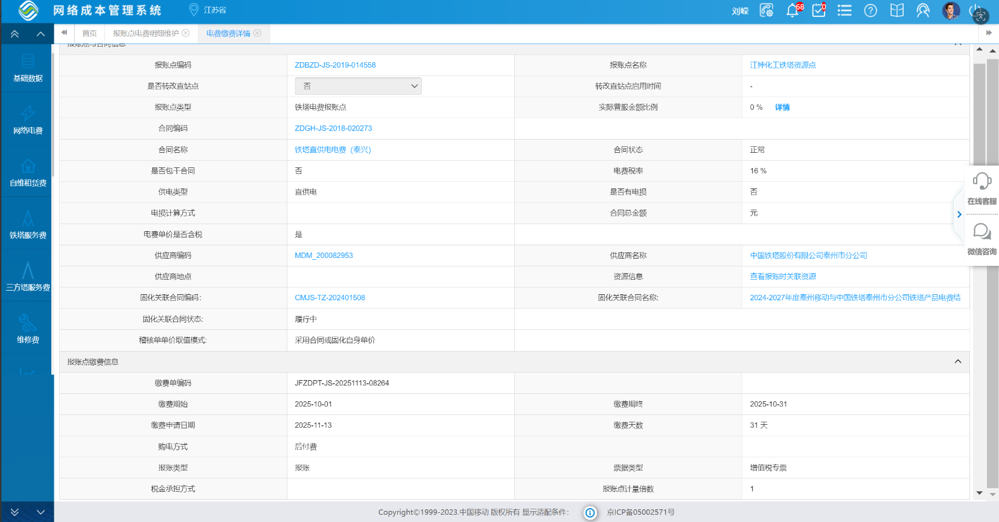 网络成本管理系统
江苏省
刘嵘
68
0
首页
报账点电费明细维护
电费缴费详情
基础数据
网络电费
自维租赁费
铁塔服务费
三方塔服务费
维修费
报账点与合同信息
报账点编码 ZDBZD-JS-2019-014558 报账点名称 江神化工铁塔资源点
是否转改直站点 否 转改直站点启用时间 -
报账点类型 铁塔电费报账点 实际普服金额比例 0 % 详情
合同编码 ZDGH-JS-2018-020273
合同名称 铁塔直供电电费（泰兴） 合同状态 正常
是否包干合同 否 电费税率 16 %
供电类型 直供电 是否有电损 否
电损计算方式 合同总金额 元
电费单价是否含税 是
供应商编码 MDM_200082953 供应商名称 中国铁塔股份有限公司泰州市分公司
供应商地点 资源信息 查看报账时关联资源
固化关联合同编码: CMJS-TZ-202401508 固化关联合同名称: 2024-2027年度泰州移动与中国铁塔泰州市分公司铁塔产品电费结
固化关联合同状态: 履行中
稽核单单价取值模式: 采用合同或固化自身单价
报账点缴费信息
缴费单编码 JFZDPT-JS-20251113-08264
缴费期始 2025-10-01 缴费期终 2025-10-31
缴费申请日期 2025-11-13 缴费天数 31 天
购电方式 后付费
报账类型 报账 票据类型 增值税专票
税金承担方式 报账点计量倍数 1
在线客服
微信咨询
Copyright©1999-2023.中国移动 版权所有 显示适配条件： 京ICP备05002571号